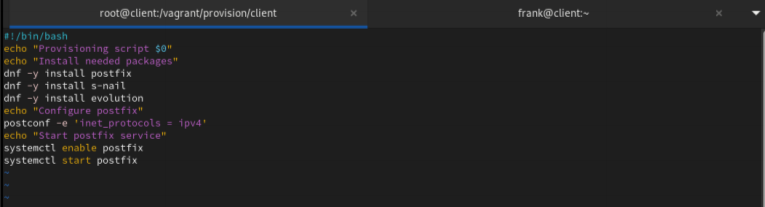 root@client:/vagrant/provision/client
frank@client:~
#!/bin/bash
echo "Provisioning script $0"
echo "Install needed packages"
dnf -y install postfix
dnf -y install s-nail
dnf -y install evolution
echo "Configure postfix"
postconf -e 'inet_protocols = ipv4'
echo "Start postfix service"
systemctl enable postfix
systemctl start postfix
~
~
~